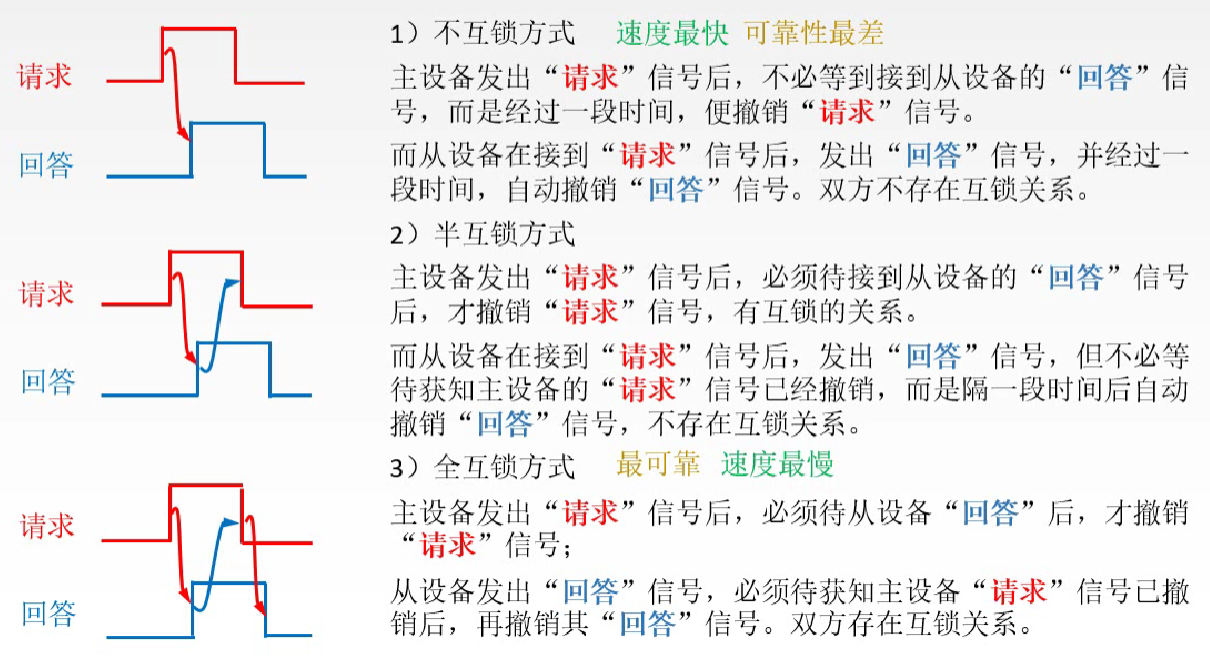 1）不互锁方式 速度最快 可靠性最差
请求
主设备发出“请求”信号后，不必等到接到从设备的“回答”信
号，而是经过一段时间，便撤销“请求”信号。
回答
而从设备在接到“请求”信号后，发出“回答”信号，并经过一
段时间，自动撤销“回答”信号。双方不存在互锁关系。
2）半互锁方式
请求
主设备发出“请求”信号后，必须待接到从设备的“回答”信号
后，才撤销“请求”信号，有互锁的关系。
回答
而从设备在接到“请求”信号后，发出“回答”信号，但不必等
待获知主设备的“请求”信号已经撤销，而是隔一段时间后自动
撤销“回答”信号，不存在互锁关系。
3）全互锁方式 最可靠 速度最慢
请求
主设备发出“请求”信号后，必须待从设备“回答”后，才撤销
“请求”信号；
回答
从设备发出“回答”信号，必须待获知主设备“请求”信号已撤
销后，再撤销其“回答”信号。双方存在互锁关系。